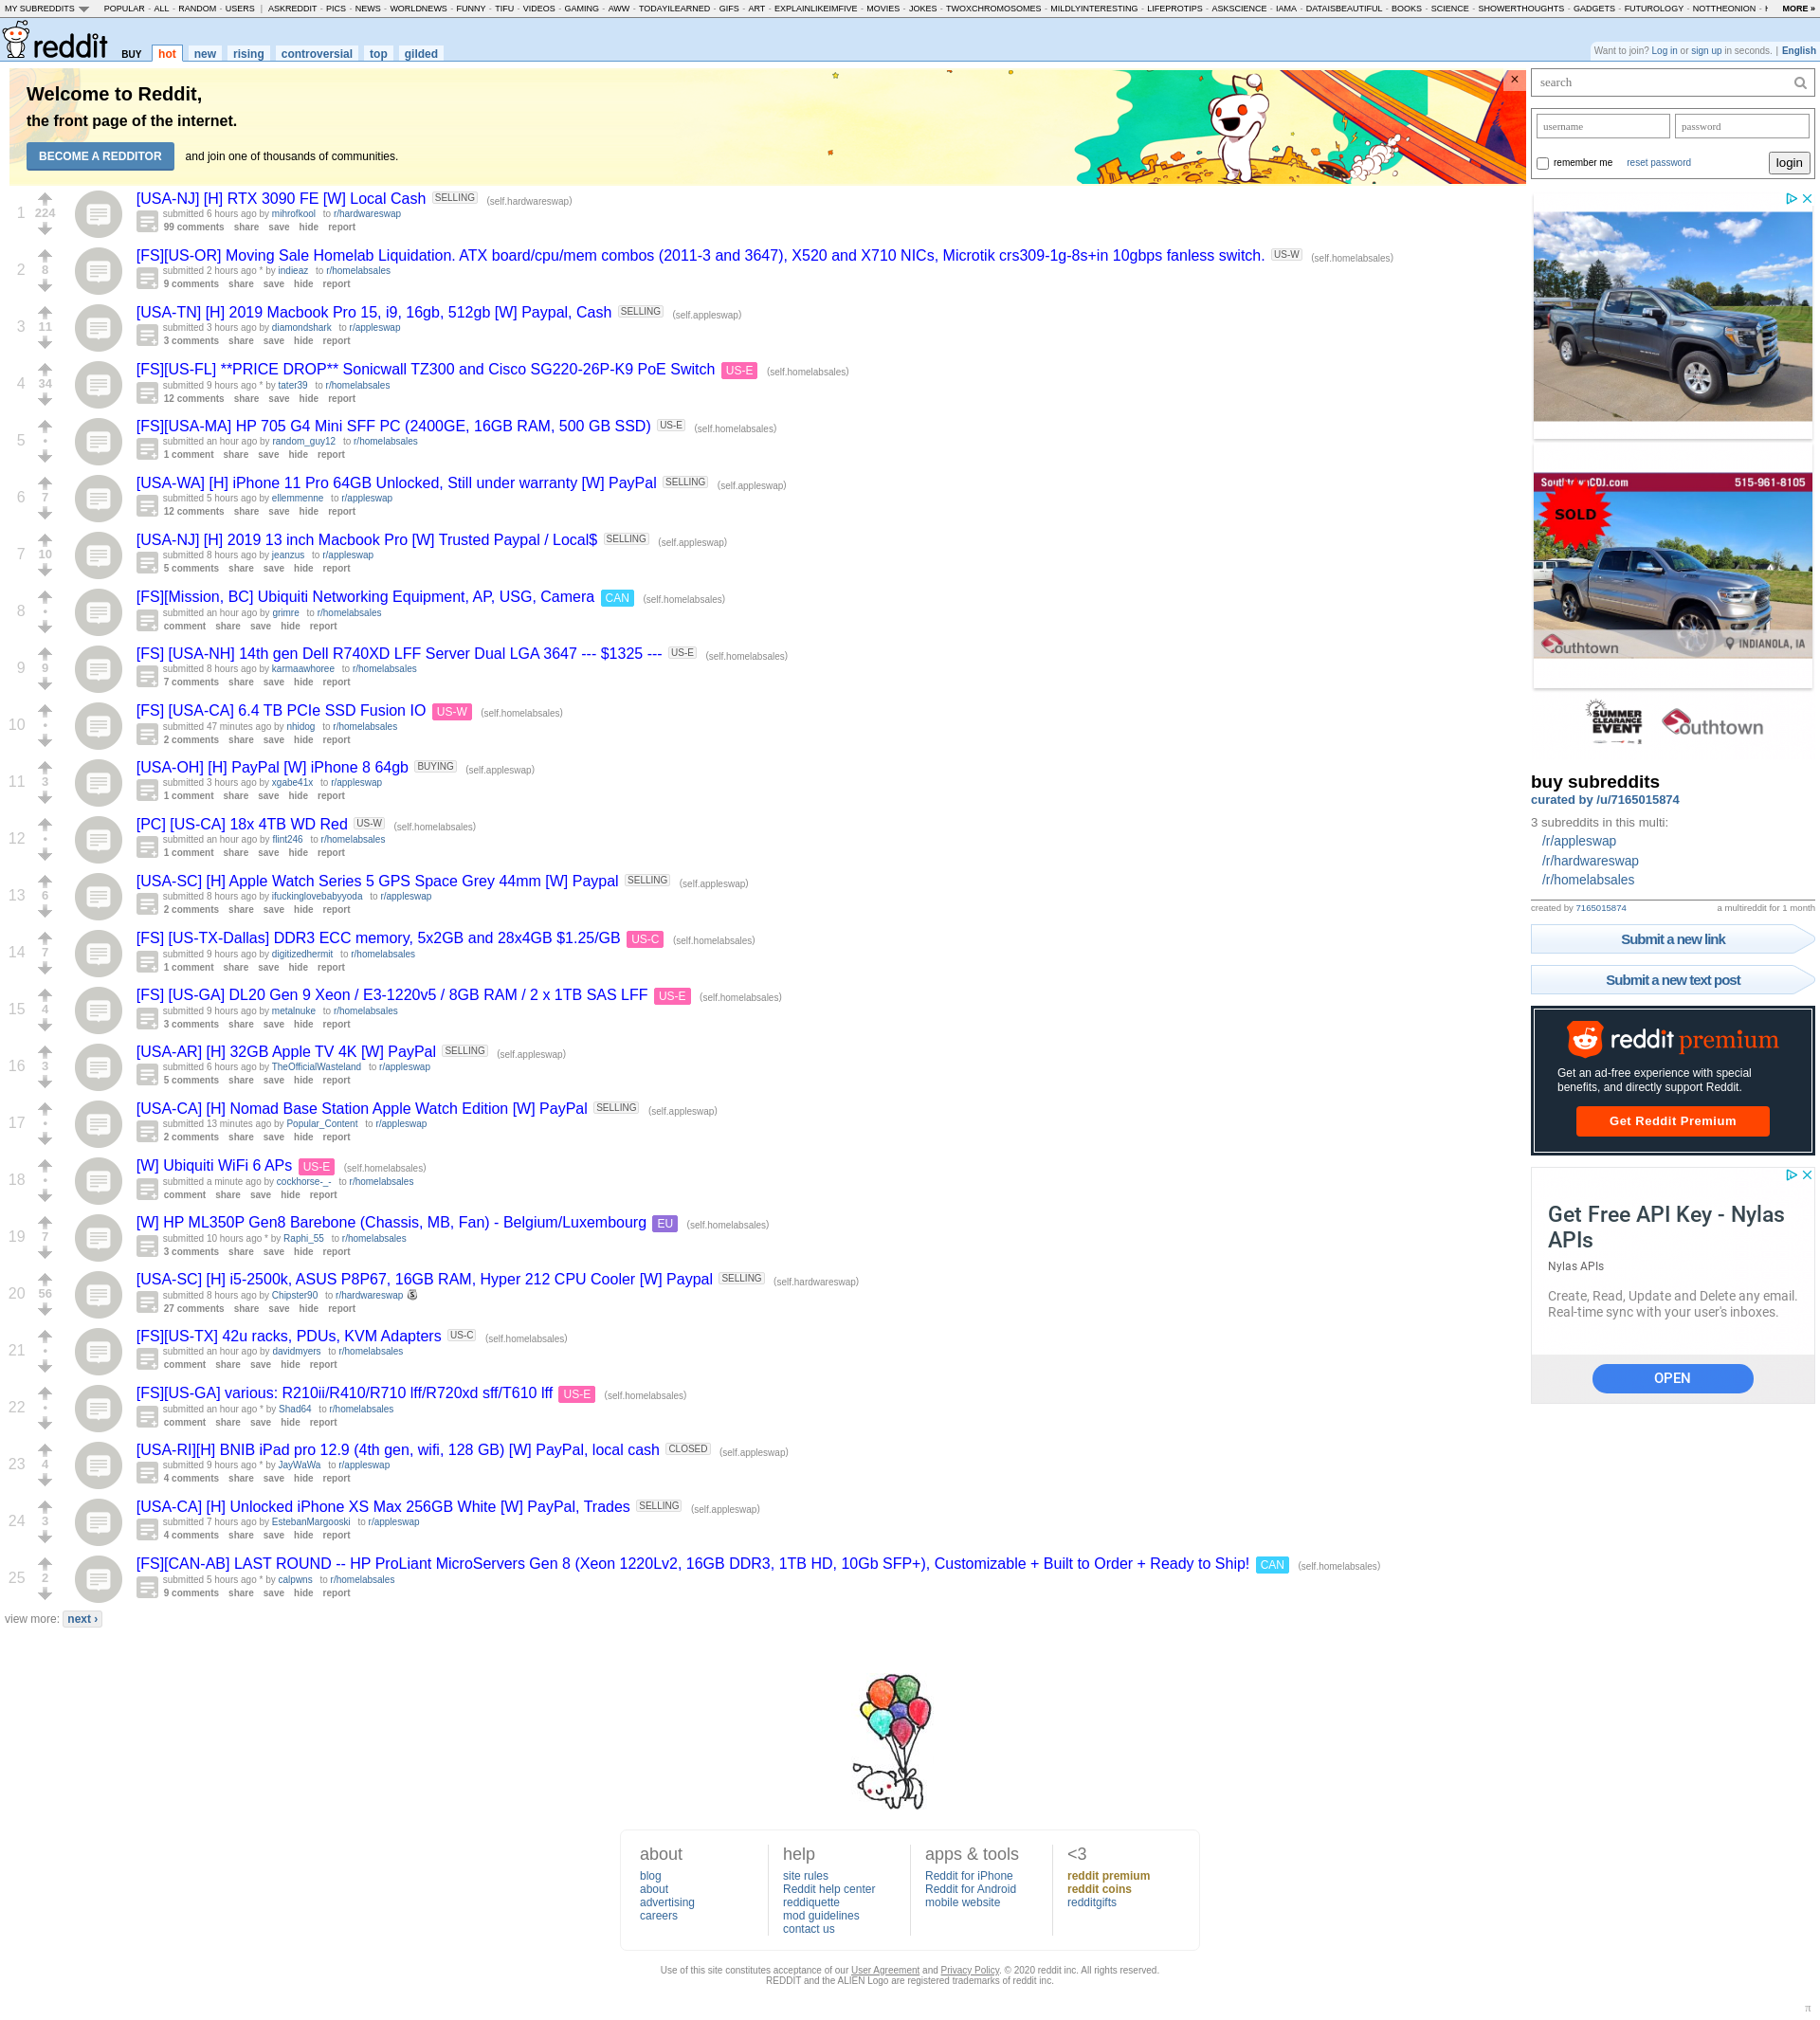 MY SUBREDDITS POPULAR - ALL - RANDOM - USERS | ASKREDDIT - PICS - NEWS - WORLDNEWS - FUNNY - TIFU - VIDEOS - GAMING - AWW - TODAYILEARNED - GIFS - ART - EXPLAINLIKEIMFIVE - MOVIES - JOKES - TWOXCHROMOSOMES - MILDLYINTERESTING - LIFEPROTIPS - ASKSCIENCE - IAMA - DATAISBEAUTIFUL - BOOKS - SCIENCE - SHOWERTHOUGHTS - GADGETS - FUTUROLOGY - NOTTHEONION - MORE »
reddit BUY hot new rising controversial top gilded
Want to join? Log in or sign up in seconds. | English
Welcome to Reddit,
the front page of the internet.
BECOME A REDDITOR and join one of thousands of communities.
×
1 224
[USA-NJ] [H] RTX 3090 FE [W] Local Cash SELLING (self.hardwareswap)
submitted 6 hours ago by mihrofkool to r/hardwareswap
99 comments share save hide report
2 8
[FS][US-OR] Moving Sale Homelab Liquidation. ATX board/cpu/mem combos (2011-3 and 3647), X520 and X710 NICs, Microtik crs309-1g-8s+in 10gbps fanless switch. US-W (self.homelabsales)
submitted 2 hours ago * by indieaz to r/homelabsales
9 comments share save hide report
3 11
[USA-TN] [H] 2019 Macbook Pro 15, i9, 16gb, 512gb [W] Paypal, Cash SELLING (self.appleswap)
submitted 3 hours ago by diamondshark to r/appleswap
3 comments share save hide report
4 34
[FS][US-FL] **PRICE DROP** Sonicwall TZ300 and Cisco SG220-26P-K9 PoE Switch US-E (self.homelabsales)
submitted 9 hours ago * by tater39 to r/homelabsales
12 comments share save hide report
5 •
[FS][USA-MA] HP 705 G4 Mini SFF PC (2400GE, 16GB RAM, 500 GB SSD) US-E (self.homelabsales)
submitted an hour ago by random_guy12 to r/homelabsales
1 comment share save hide report
6 7
[USA-WA] [H] iPhone 11 Pro 64GB Unlocked, Still under warranty [W] PayPal SELLING (self.appleswap)
submitted 5 hours ago by ellemmenne to r/appleswap
12 comments share save hide report
7 10
[USA-NJ] [H] 2019 13 inch Macbook Pro [W] Trusted Paypal / Local$ SELLING (self.appleswap)
submitted 8 hours ago by jeanzus to r/appleswap
5 comments share save hide report
8 •
[FS][Mission, BC] Ubiquiti Networking Equipment, AP, USG, Camera CAN (self.homelabsales)
submitted an hour ago by grimre to r/homelabsales
comment share save hide report
9 9
[FS] [USA-NH] 14th gen Dell R740XD LFF Server Dual LGA 3647 --- $1325 --- US-E (self.homelabsales)
submitted 8 hours ago by karmaawhoree to r/homelabsales
7 comments share save hide report
10 •
[FS] [USA-CA] 6.4 TB PCIe SSD Fusion IO US-W (self.homelabsales)
submitted 47 minutes ago by nhidog to r/homelabsales
2 comments share save hide report
11 3
[USA-OH] [H] PayPal [W] iPhone 8 64gb BUYING (self.appleswap)
submitted 3 hours ago by xgabe41x to r/appleswap
1 comment share save hide report
12 •
[PC] [US-CA] 18x 4TB WD Red US-W (self.homelabsales)
submitted an hour ago by flint246 to r/homelabsales
1 comment share save hide report
13 6
[USA-SC] [H] Apple Watch Series 5 GPS Space Grey 44mm [W] Paypal SELLING (self.appleswap)
submitted 8 hours ago by ifuckinglovebabyyoda to r/appleswap
2 comments share save hide report
14 7
[FS] [US-TX-Dallas] DDR3 ECC memory, 5x2GB and 28x4GB $1.25/GB US-C (self.homelabsales)
submitted 9 hours ago by digitizedhermit to r/homelabsales
1 comment share save hide report
15 4
[FS] [US-GA] DL20 Gen 9 Xeon / E3-1220v5 / 8GB RAM / 2 x 1TB SAS LFF US-E (self.homelabsales)
submitted 9 hours ago by metalnuke to r/homelabsales
3 comments share save hide report
16 3
[USA-AR] [H] 32GB Apple TV 4K [W] PayPal SELLING (self.appleswap)
submitted 6 hours ago by TheOfficialWasteland to r/appleswap
5 comments share save hide report
17 •
[USA-CA] [H] Nomad Base Station Apple Watch Edition [W] PayPal SELLING (self.appleswap)
submitted 13 minutes ago by Popular_Content to r/appleswap
2 comments share save hide report
18 •
[W] Ubiquiti WiFi 6 APs US-E (self.homelabsales)
submitted a minute ago by cockhorse-_- to r/homelabsales
comment share save hide report
19 7
[W] HP ML350P Gen8 Barebone (Chassis, MB, Fan) - Belgium/Luxembourg EU (self.homelabsales)
submitted 10 hours ago * by Raphi_55 to r/homelabsales
3 comments share save hide report
20 56
[USA-SC] [H] i5-2500k, ASUS P8P67, 16GB RAM, Hyper 212 CPU Cooler [W] Paypal SELLING (self.hardwareswap)
submitted 8 hours ago by Chipster90 to r/hardwareswap
27 comments share save hide report
21 •
[FS][US-TX] 42u racks, PDUs, KVM Adapters US-C (self.homelabsales)
submitted an hour ago by davidmyers to r/homelabsales
comment share save hide report
22 •
[FS][US-GA] various: R210ii/R410/R710 lff/R720xd sff/T610 lff US-E (self.homelabsales)
submitted an hour ago * by Shad64 to r/homelabsales
comment share save hide report
23 4
[USA-RI][H] BNIB iPad pro 12.9 (4th gen, wifi, 128 GB) [W] PayPal, local cash CLOSED (self.appleswap)
submitted 9 hours ago * by JayWaWa to r/appleswap
4 comments share save hide report
24 3
[USA-CA] [H] Unlocked iPhone XS Max 256GB White [W] PayPal, Trades SELLING (self.appleswap)
submitted 7 hours ago by EstebanMargooski to r/appleswap
4 comments share save hide report
25 2
[FS][CAN-AB] LAST ROUND -- HP ProLiant MicroServers Gen 8 (Xeon 1220Lv2, 16GB DDR3, 1TB HD, 10Gb SFP+), Customizable + Built to Order + Ready to Ship! CAN (self.homelabsales)
submitted 5 hours ago * by calpwns to r/homelabsales
9 comments share save hide report
view more: next ›
search
username password
remember me reset password login
SouthtownCDJ.com 515-961-8105
SOLD
Southtown INDIANOLA, IA
SUMMER
CLEARANCE
EVENT
Southtown
buy subreddits
curated by /u/7165015874
3 subreddits in this multi:
/r/appleswap
/r/hardwareswap
/r/homelabsales
created by 7165015874 a multireddit for 1 month
Submit a new link
Submit a new text post
reddit premium
Get an ad-free experience with special
benefits, and directly support Reddit.
Get Reddit Premium
Get Free API Key - Nylas
APIs
Nylas APIs
Create, Read, Update and Delete any email.
Real-time sync with your user's inboxes.
OPEN
about
blog
about
advertising
careers
help
site rules
Reddit help center
reddiquette
mod guidelines
contact us
apps & tools
Reddit for iPhone
Reddit for Android
mobile website
<3
reddit premium
reddit coins
redditgifts
Use of this site constitutes acceptance of our User Agreement and Privacy Policy. © 2020 reddit inc. All rights reserved.
REDDIT and the ALIEN Logo are registered trademarks of reddit inc.
π